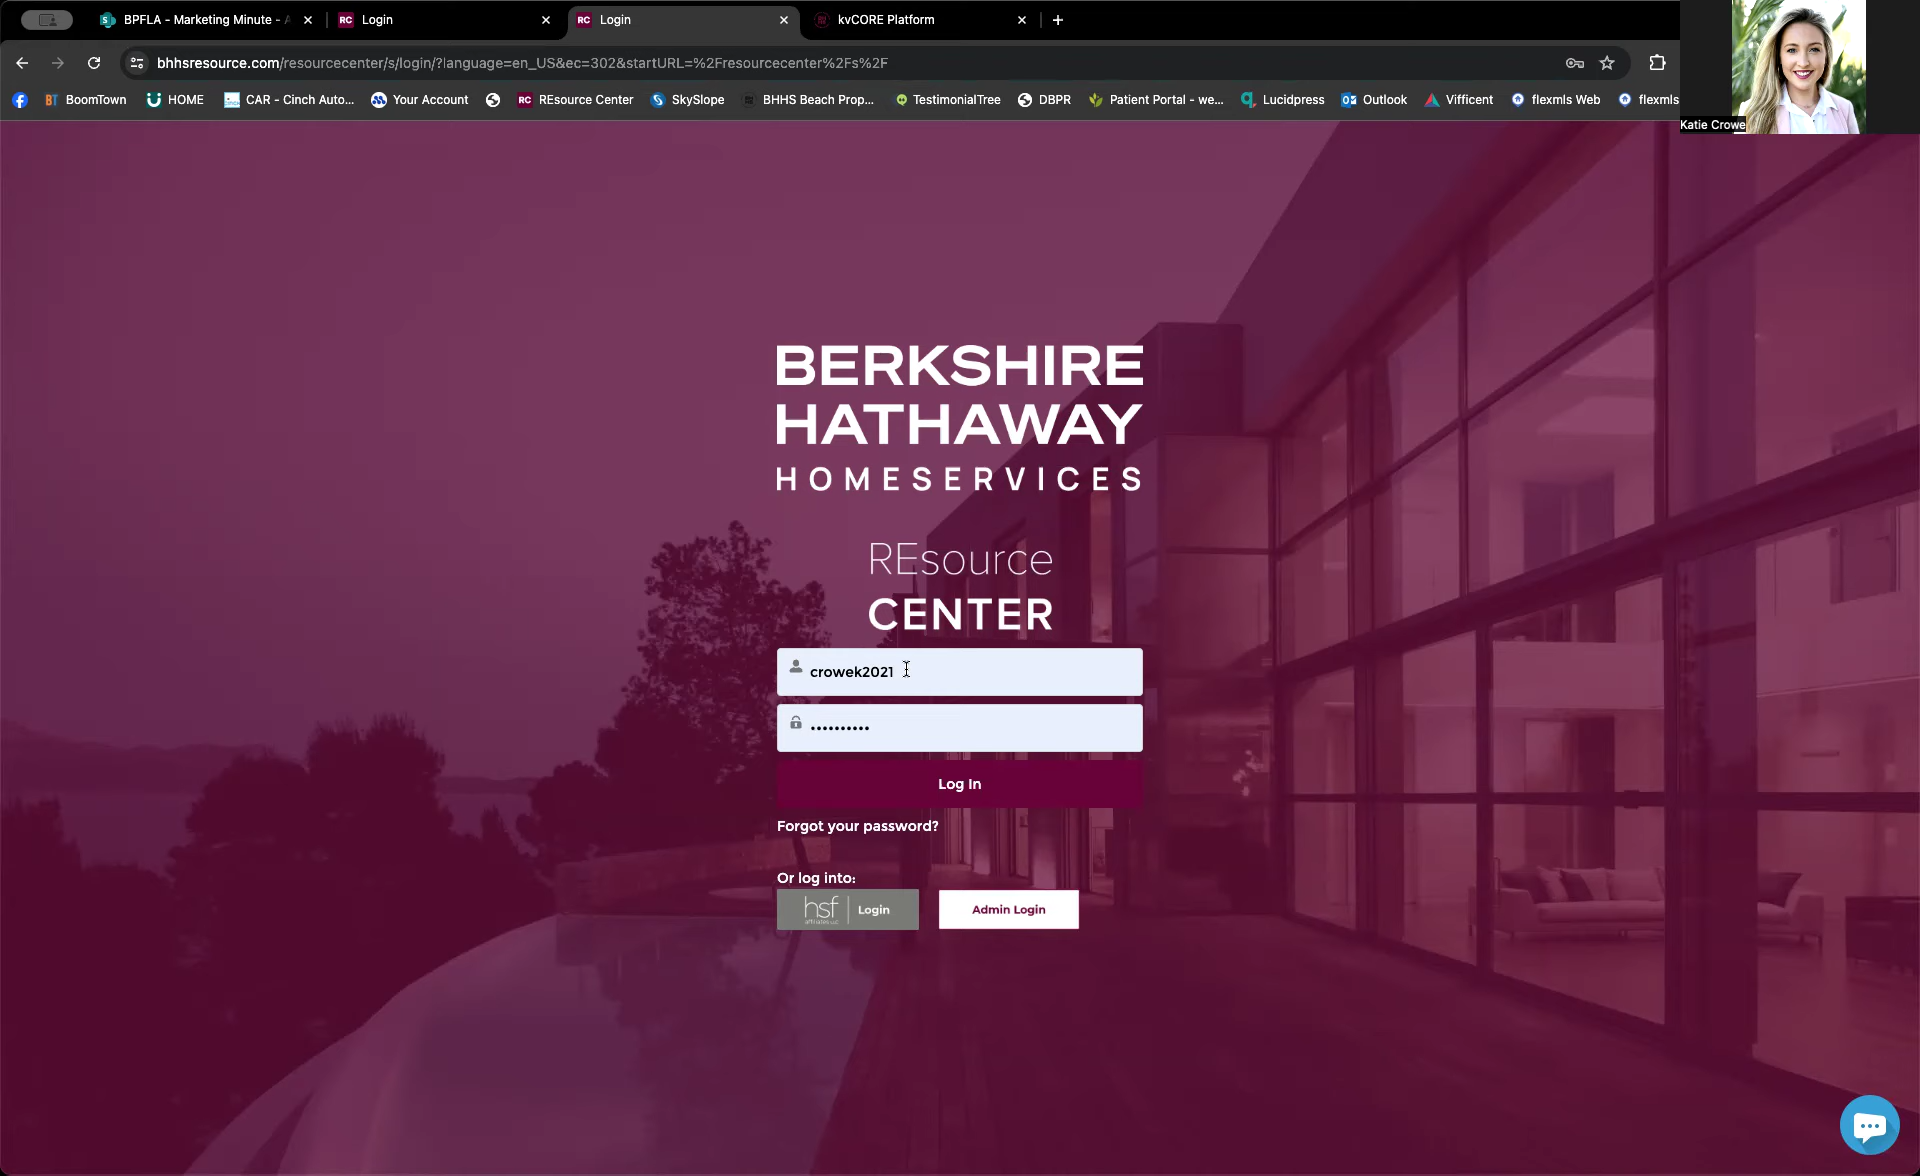 BPFLA - Marketing Minute - A
Login
Login
kvCORE Platform
bhhsresource.com/resourcecenter/s/login/?language=en_US&ec=302&startURL=%2Fresourcecenter%2Fs%2F
BT BoomTown
HOME
CAR - Cinch Auto...
Your Account
RC REsource Center
SkySlope
BHHS Beach Prop...
TestimonialTree
DBPR
Patient Portal - we...
Lucidpress
Outlook
Vifficent
flexmls Web
flexmls
Katie Crowe
BERKSHIRE
HATHAWAY
HOMESERVICES
REsource
CENTER
crowek2021
••••••••••
Log In
Forgot your password?
Or log into:
hsf Login
Admin Login